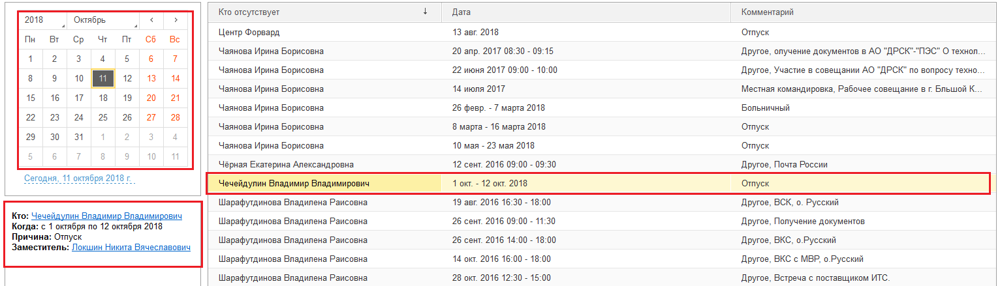 2018 Октябрь < >
Пн Вт Ср Чт Пт Сб Вс
1 2 3 4 5 6 7
8 9 10 11 12 13 14
15 16 17 18 19 20 21
22 23 24 25 26 27 28
29 30 31 1 2 3 4
5 6 7 8 9 10 11
Сегодня, 11 октября 2018 г.
Кто: Чечейдулин Владимир Владимирович
Когда: с 1 октября по 12 октября 2018
Причина: Отпуск
Заместитель: Локшин Никита Вячеславович
Кто отсутствует ↓ Дата Комментарий
Центр Форвард 13 авг. 2018 Отпуск
Чаянова Ирина Борисовна 20 апр. 2017 08:30 - 09:15 Другое, олучение документов в АО "ДРСК"-"ПЭС" О технол...
Чаянова Ирина Борисовна 22 июня 2017 09:00 - 10:00 Другое, Участие в совещании АО "ДРСК" по вопросу техно...
Чаянова Ирина Борисовна 14 июля 2017 Местная командировка, Рабочее совещание в г. Блшой К...
Чаянова Ирина Борисовна 26 февр. - 7 марта 2018 Больничный
Чаянова Ирина Борисовна 8 марта - 16 марта 2018 Отпуск
Чаянова Ирина Борисовна 10 мая - 23 мая 2018 Отпуск
Чёрная Екатерина Александровна 12 сент. 2016 09:00 - 09:30 Другое, Почта России
Чечейдулин Владимир Владимирович 1 окт. - 12 окт. 2018 Отпуск
Шарафутдинова Владилена Раисовна 19 авг. 2016 16:30 - 18:00 Другое, ВСК, о. Русский
Шарафутдинова Владилена Раисовна 26 сент. 2016 09:00 - 11:30 Другое, Получение документов
Шарафутдинова Владилена Раисовна 26 сент. 2016 14:00 - 18:00 Другое, ВКС, о.Русский
Шарафутдинова Владилена Раисовна 14 окт. 2016 16:00 - 18:00 Другое, ВКС с МВР, о.Русский
Шарафутдинова Владилена Раисовна 28 окт. 2016 12:30 - 15:00 Другое, Встреча с поставщиком ИТС.